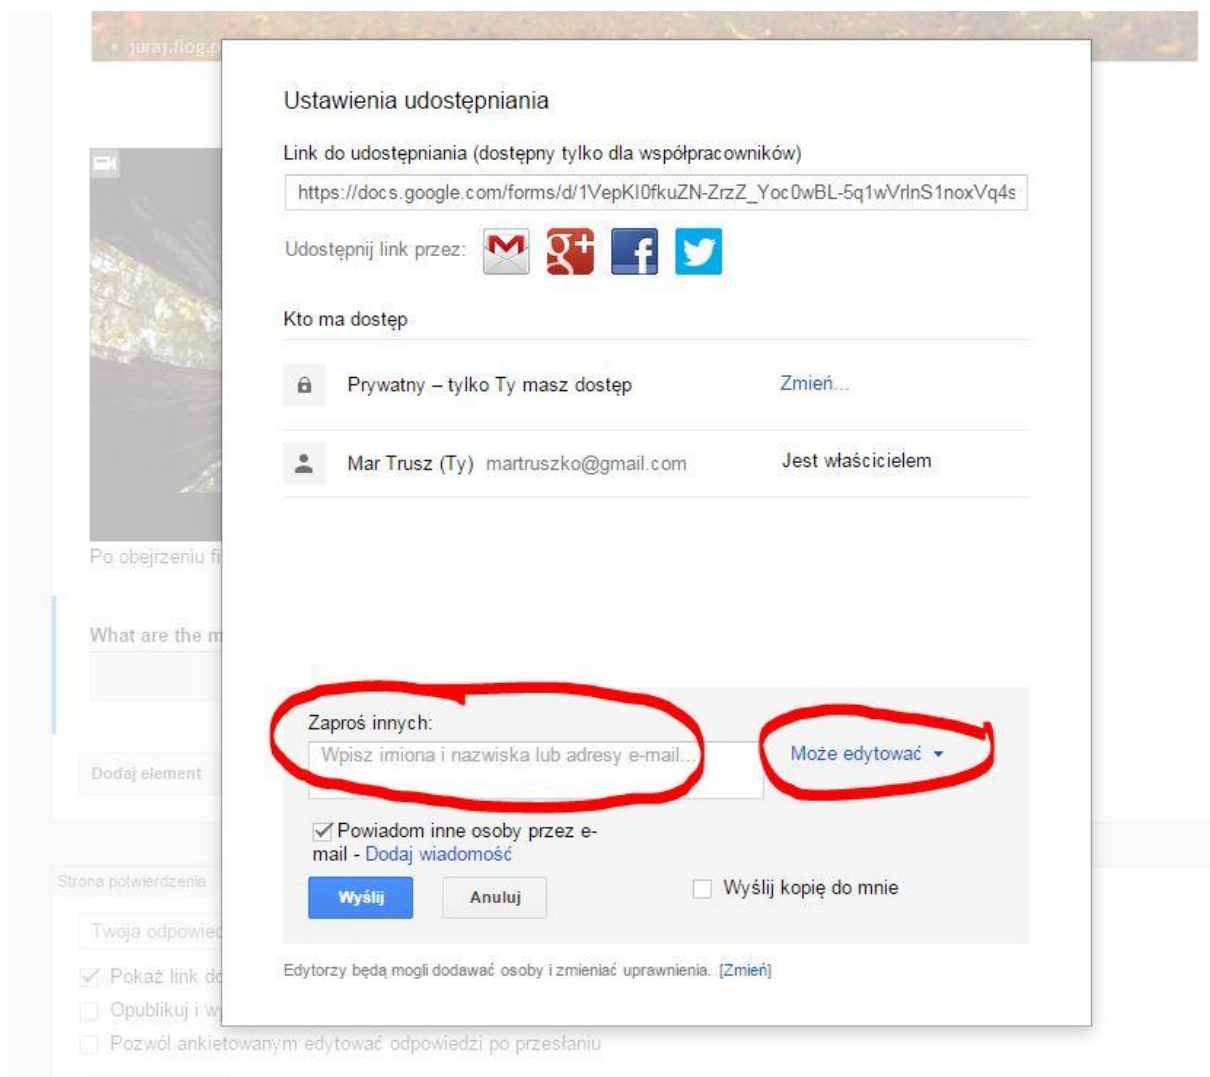 juraj.flog.p
Ustawienia udostępniania
Link do udostępniania (dostępny tylko dla współpracowników)
https://docs.google.com/forms/d/1VepKI0fkuZN-ZrzZ_Yoc0wBL-5q1wVrlnS1noxVq4s
Udostępnij link przez:
Kto ma dostęp
Prywatny – tylko Ty masz dostęp Zmień...
Mar Trusz (Ty) martruszko@gmail.com Jest właścicielem
Po obejrzeniu fi
What are the m
Zaproś innych:
Wpisz imiona i nazwiska lub adresy e-mail... Może edytować
Dodaj element
Powiadom inne osoby przez e-
mail - Dodaj wiadomość
Wyślij Anuluj Wyślij kopię do mnie
Strona potwierdzenia
Twoja odpowied
Edytorzy będą mogli dodawać osoby i zmieniać uprawnienia. [Zmień]
Pokaż link do
Opublikuj i wy
Pozwól ankietowanym edytować odpowiedzi po przesłaniu